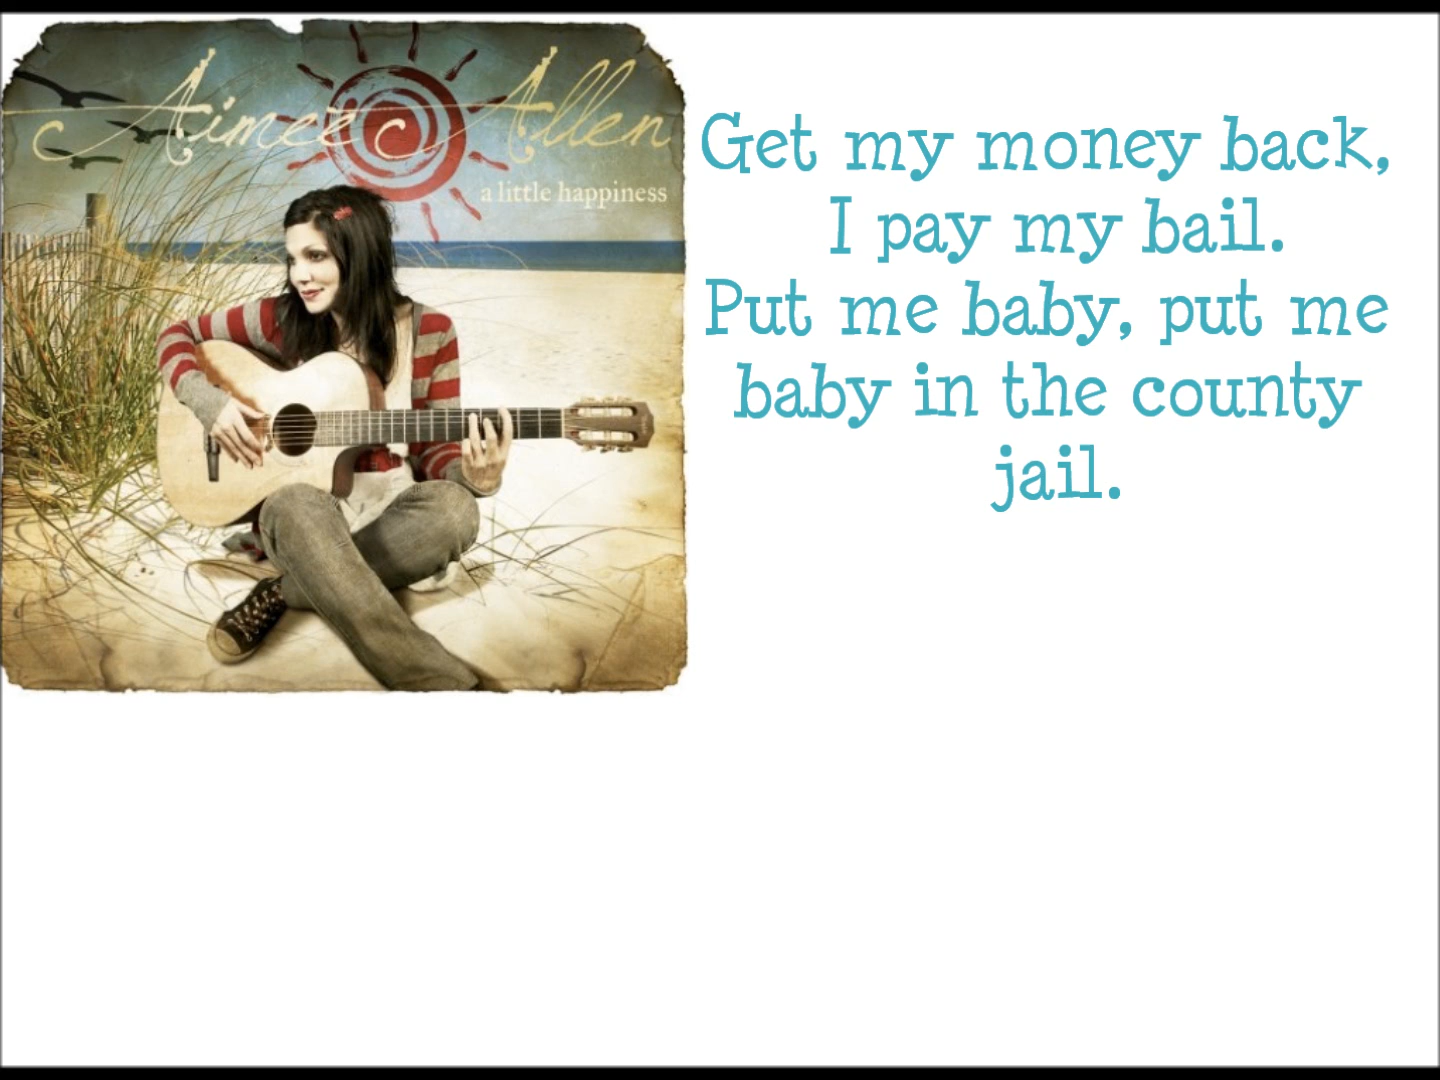 Aimee Allen
a little happiness
Get my money back,
I pay my bail.
Put me baby, put me
baby in the county
jail.